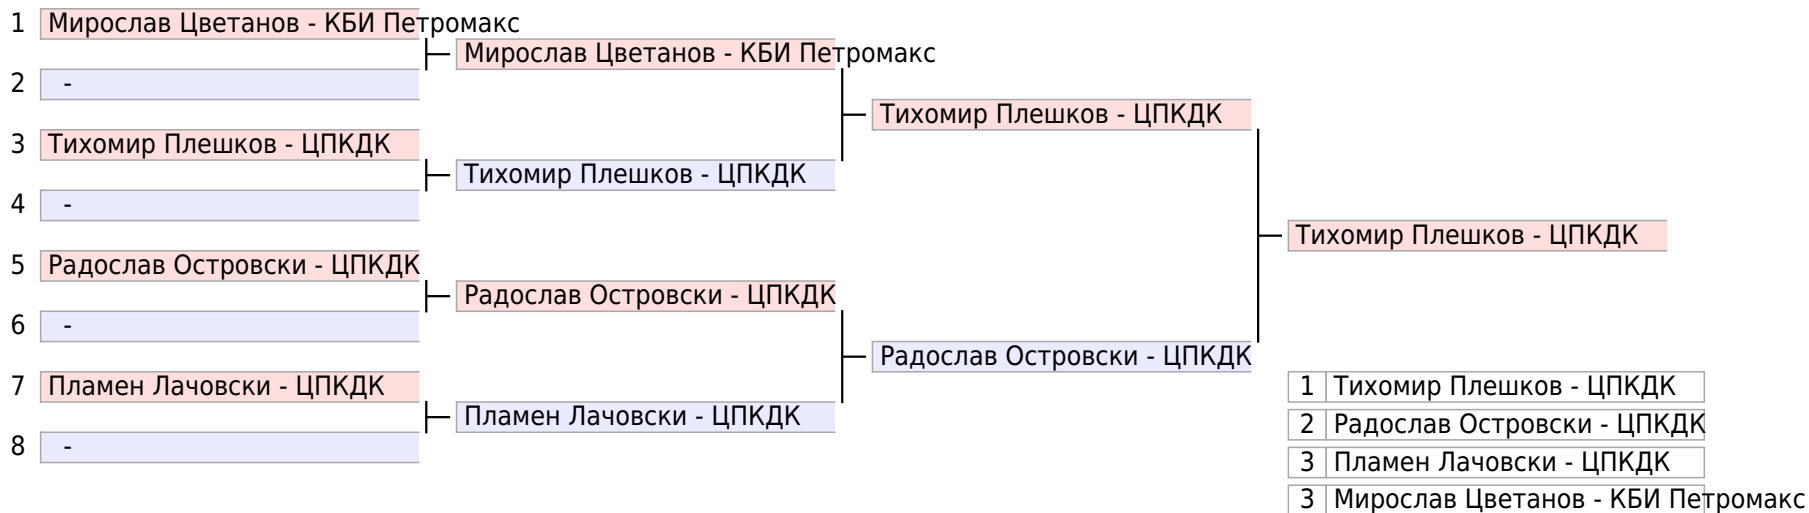 1 Мирослав Цветанов - КБИ Петромакс
Мирослав Цветанов - КБИ Петромакс
2 -
Тихомир Плешков - ЦПКДК
3 Тихомир Плешков - ЦПКДК
Тихомир Плешков - ЦПКДК
4 -
Тихомир Плешков - ЦПКДК
5 Радослав Островски - ЦПКДК
Радослав Островски - ЦПКДК
6 -
Радослав Островски - ЦПКДК
7 Пламен Лачовски - ЦПКДК
Пламен Лачовски - ЦПКДК
8 -
1 Тихомир Плешков - ЦПКДК
2 Радослав Островски - ЦПКДК
3 Пламен Лачовски - ЦПКДК
3 Мирослав Цветанов - КБИ Петромакс